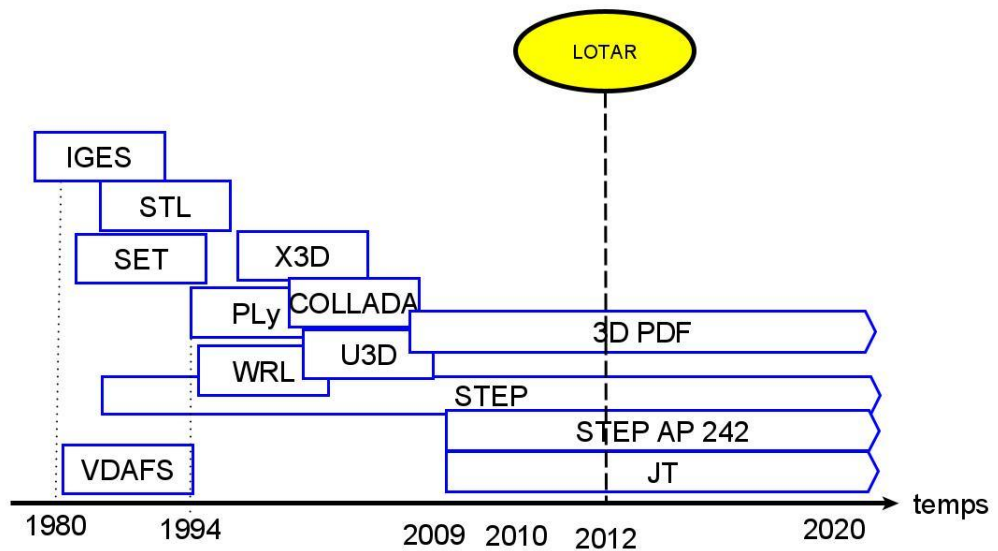 LOTAR
IGES
STL
SET
X3D
COLLADA
PLy
3D PDF
U3D
WRL
STEP
STEP AP 242
VDAFS
JT
temps
1980
1994
2009
2010
2012
2020